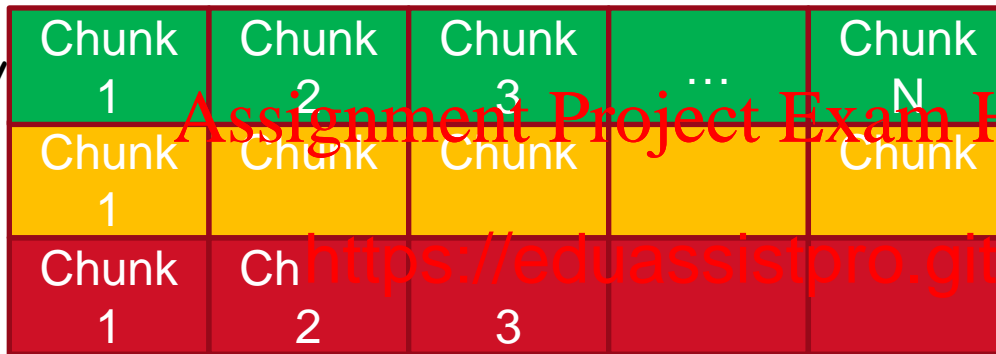 Chunk Chunk Chunk Chunk
1 2 3 ... N
Assignment Project Exam H
Chunk Chunk Chunk Chunk
1
Chunk Ch
https://eduassistpro.git
1 2 3